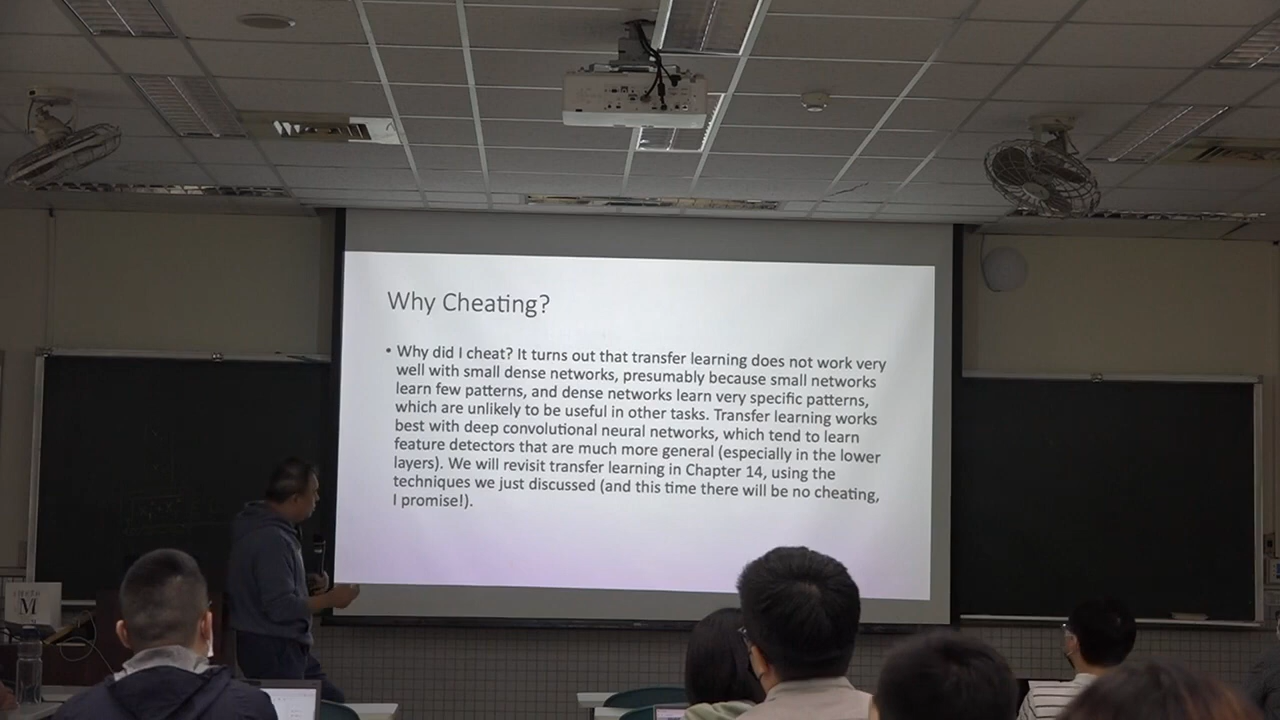 Why Cheating?
• Why did I cheat? It turns out that transfer learning does not work very
well with small dense networks, presumably because small networks
learn few patterns, and dense networks learn very specific patterns,
which are unlikely to be useful in other tasks. Transfer learning works
best with deep convolutional neural networks, which tend to learn
feature detectors that are much more general (especially in the lower
layers). We will revisit transfer learning in Chapter 14, using the
techniques we just discussed (and this time there will be no cheating,
I promise!).
M